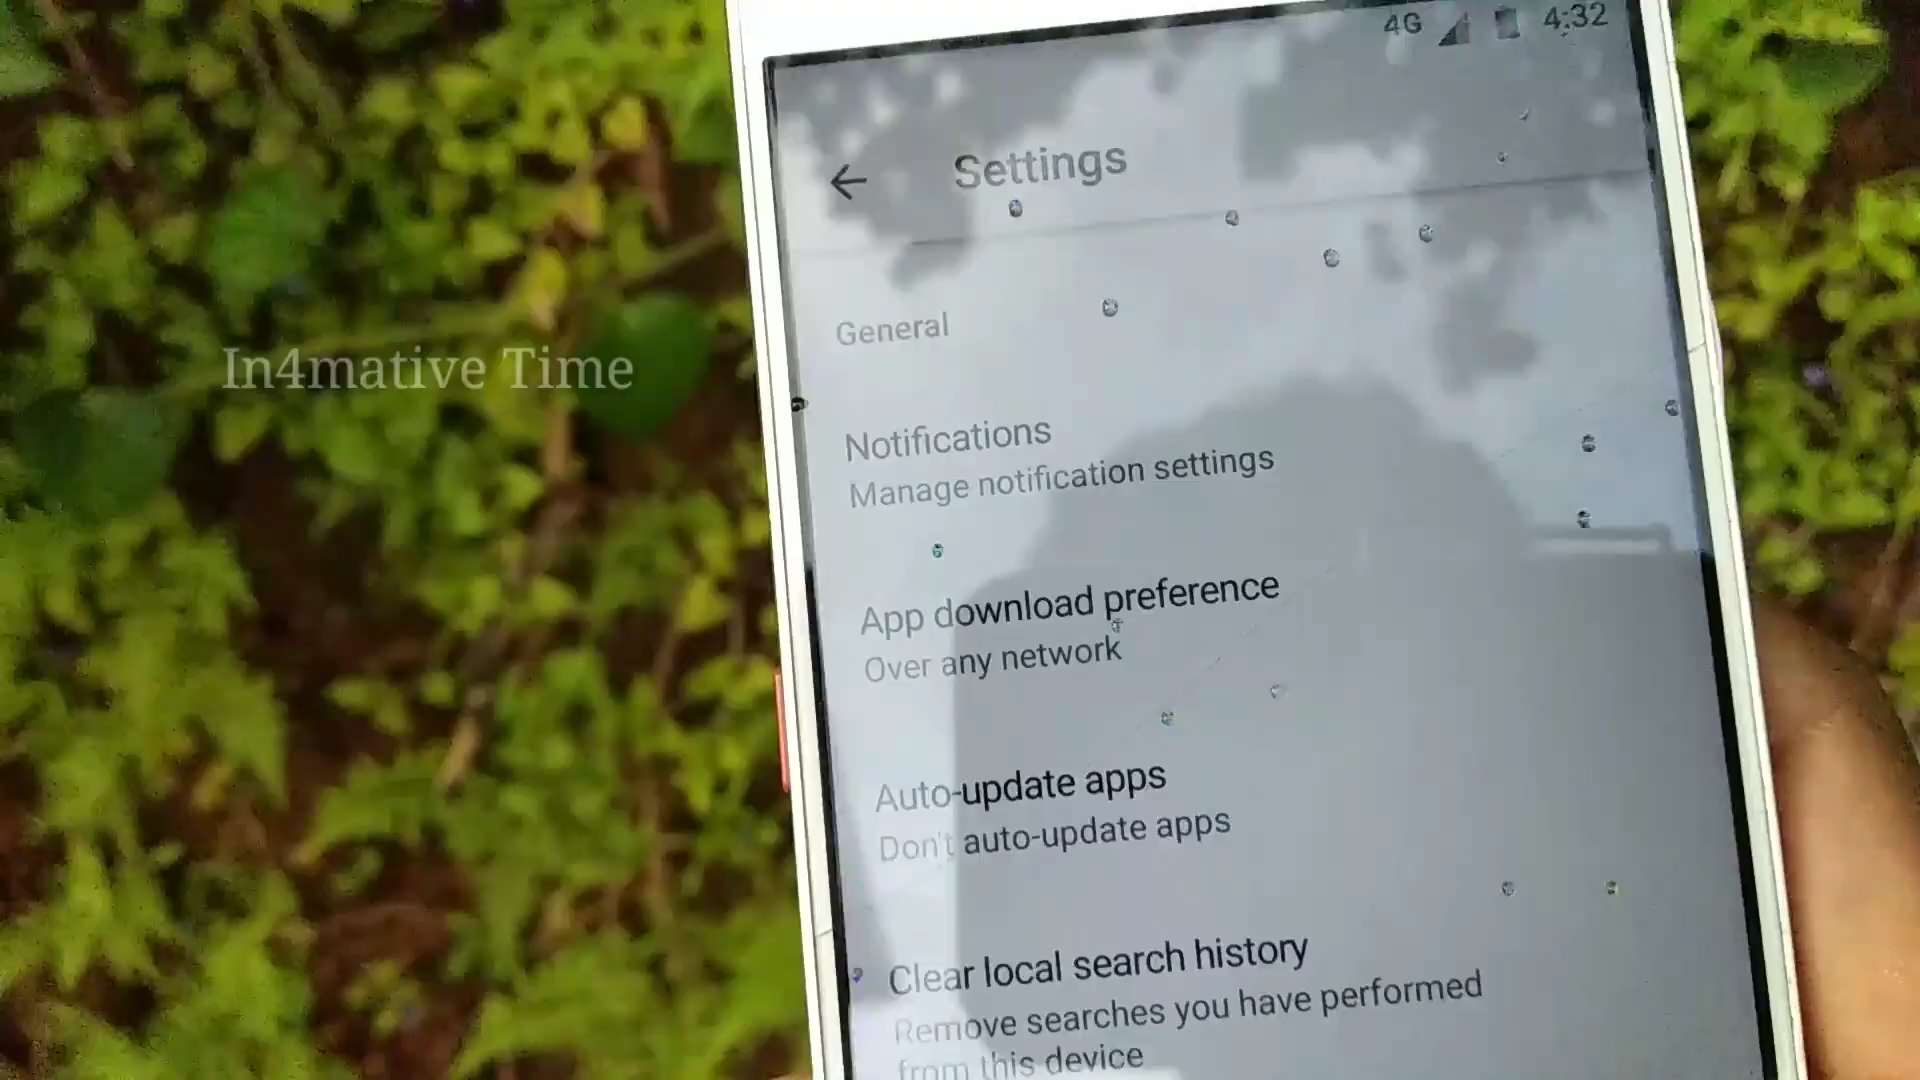 4G 4:32
Settings
General
In4mative Time
Notifications
Manage notification settings
App download preference
Over any network
Auto-update apps
Don't auto-update apps
Clear local search history
Remove searches you have performed
from this device